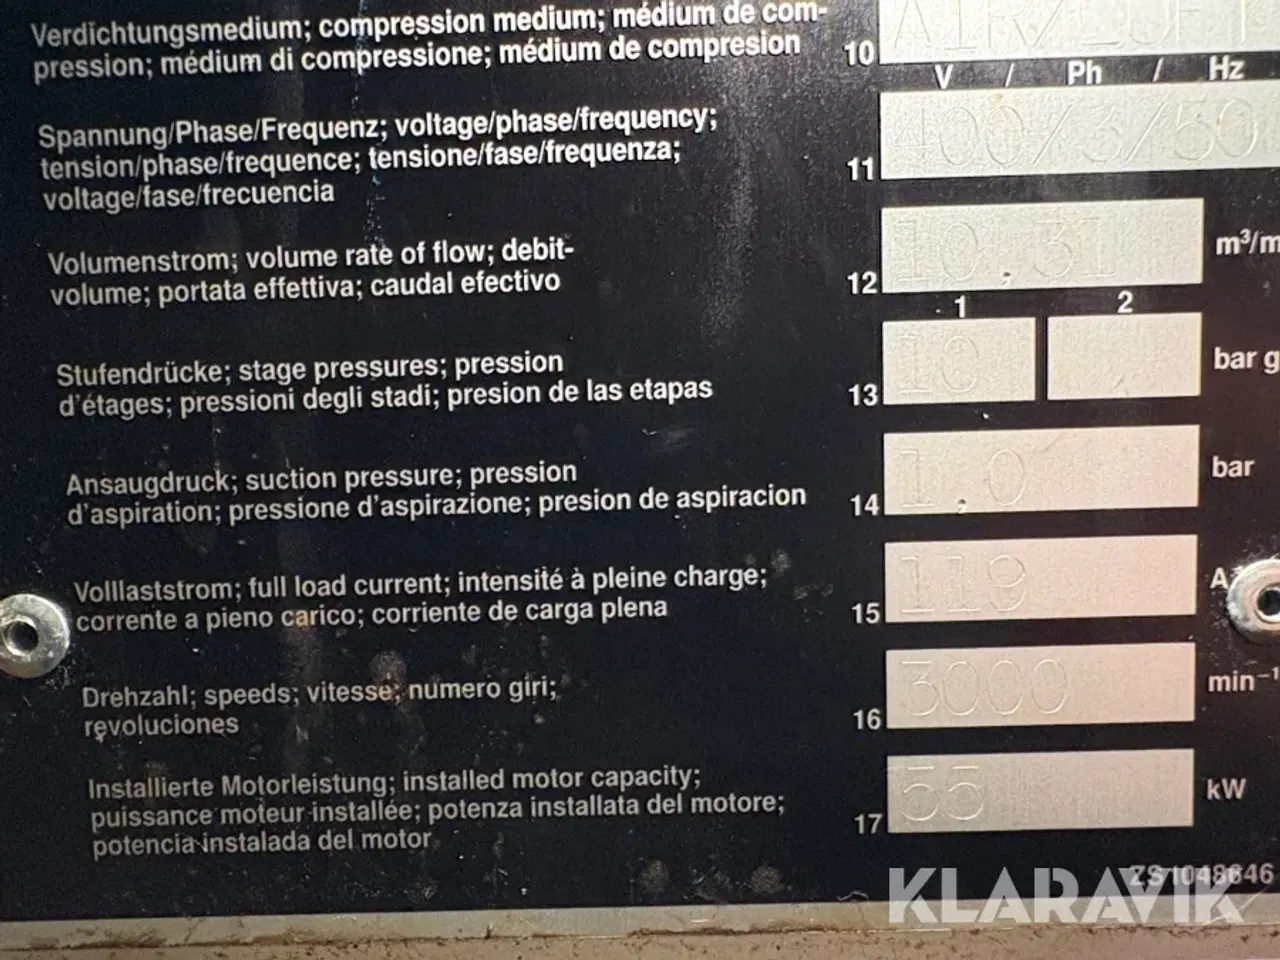 Verdichtungsmedium; compression medium; médium de com-
pression; médium di compressione; médium de compresion
10 AIR/LUFT
V / Ph / Hz
Spannung/Phase/Frequenz; voltage/phase/frequency;
tension/phase/frequence; tensione/fase/frequenza;
voltage/fase/frecuencia
11 400/3/50
Volumenstrom; volume rate of flow; debit-
volume; portata effettiva; caudal efectivo
12 10,31 m³/m
1 2
Stufendrücke; stage pressures; pression
d'étages; pressioni degli stadi; presion de las etapas
13 10 bar g
Ansaugdruck; suction pressure; pression
d'aspiration; pressione d'aspirazione; presion de aspiracion
14 1,0 bar
Volllaststrom; full load current; intensité à pleine charge;
corrente a pieno carico; corriente de carga plena
15 119 A
Drehzahl; speeds; vitesse; numero giri;
revoluciones
16 3000 min⁻¹
Installierte Motorleistung; installed motor capacity;
puissance moteur installée; potenza installata del motore;
potencia instalada del motor
17 55 kW
ZS1048646
KLARAVIK